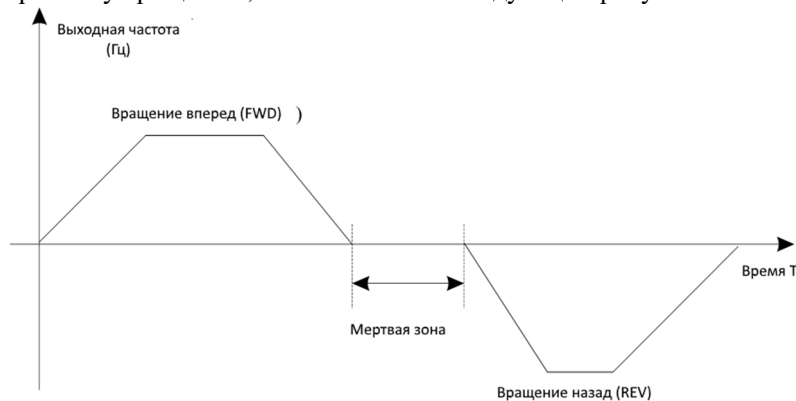 Выходная частота
(Гц)
Вращение вперед (FWD) )
Время T
Мертвая зона
Вращение назад (REV)